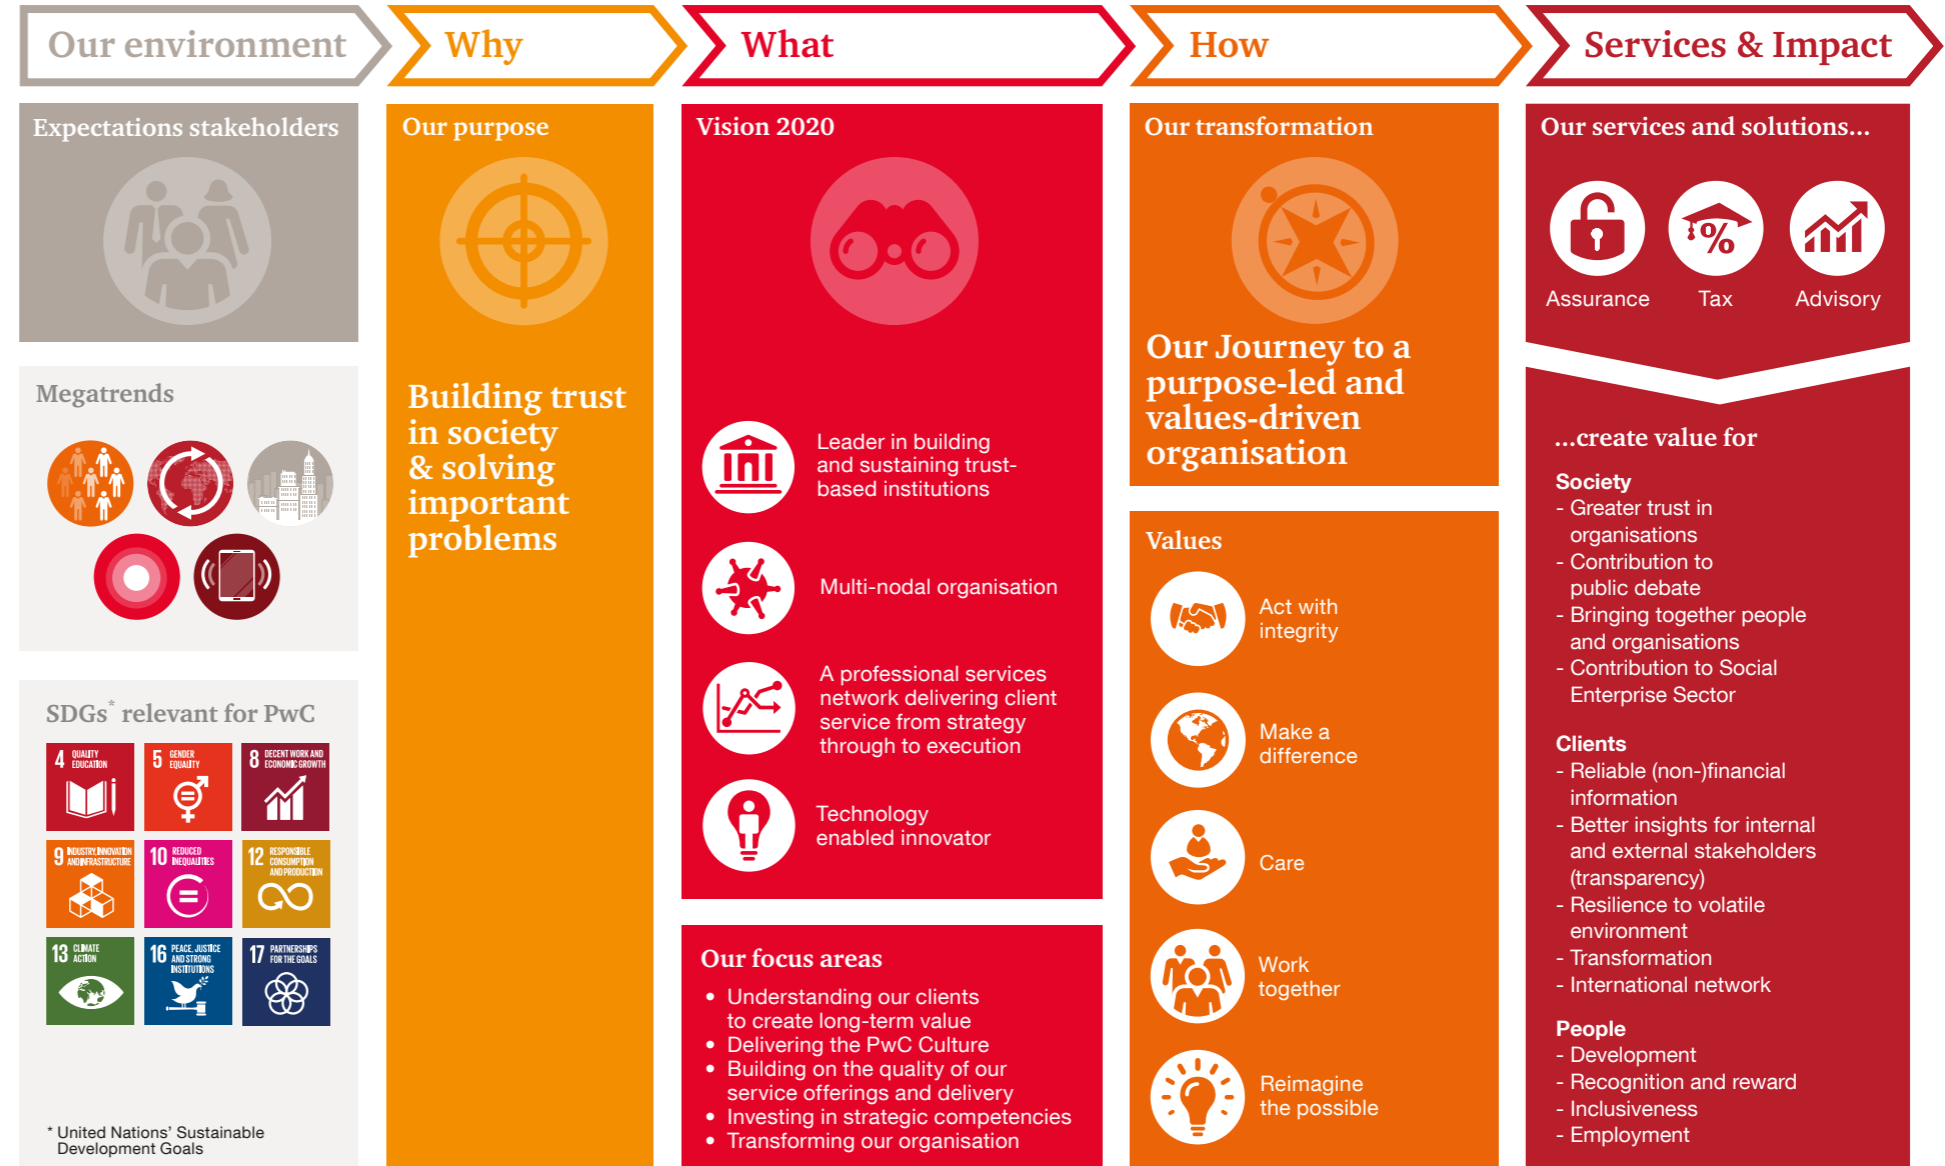 Our environment
Why
What
How
Services & Impact
Expectations stakeholders
Megatrends
SDGs* relevant for PwC
4 QUALITY
EDUCATION
5 GENDER
EQUALITY
8 DECENT WORK AND
ECONOMIC GROWTH
9 INDUSTRY, INNOVATION
AND INFRASTRUCTURE
10 REDUCED
INEQUALITIES
12 RESPONSIBLE
CONSUMPTION
AND PRODUCTION
13 CLIMATE
ACTION
16 PEACE, JUSTICE
AND STRONG
INSTITUTIONS
17 PARTNERSHIPS
FOR THE GOALS
* United Nations' Sustainable
Development Goals
Our purpose
Building trust
in society
& solving
important
problems
Vision 2020
Leader in building
and sustaining trust-
based institutions
Multi-nodal organisation
A professional services
network delivering client
service from strategy
through to execution
Technology
enabled innovator
Our focus areas
• Understanding our clients
to create long-term value
• Delivering the PwC Culture
• Building on the quality of our
service offerings and delivery
• Investing in strategic competencies
• Transforming our organisation
Our transformation
Our Journey to a
purpose-led and
values-driven
organisation
Values
Act with
integrity
Make a
difference
Care
Work
together
Reimagine
the possible
Our services and solutions...
%
Assurance
Tax
Advisory
...create value for
Society
- Greater trust in
organisations
- Contribution to
public debate
- Bringing together people
and organisations
- Contribution to Social
Enterprise Sector
Clients
- Reliable (non-)financial
information
- Better insights for internal
and external stakeholders
(transparency)
- Resilience to volatile
environment
- Transformation
- International network
People
- Development
- Recognition and reward
- Inclusiveness
- Employment